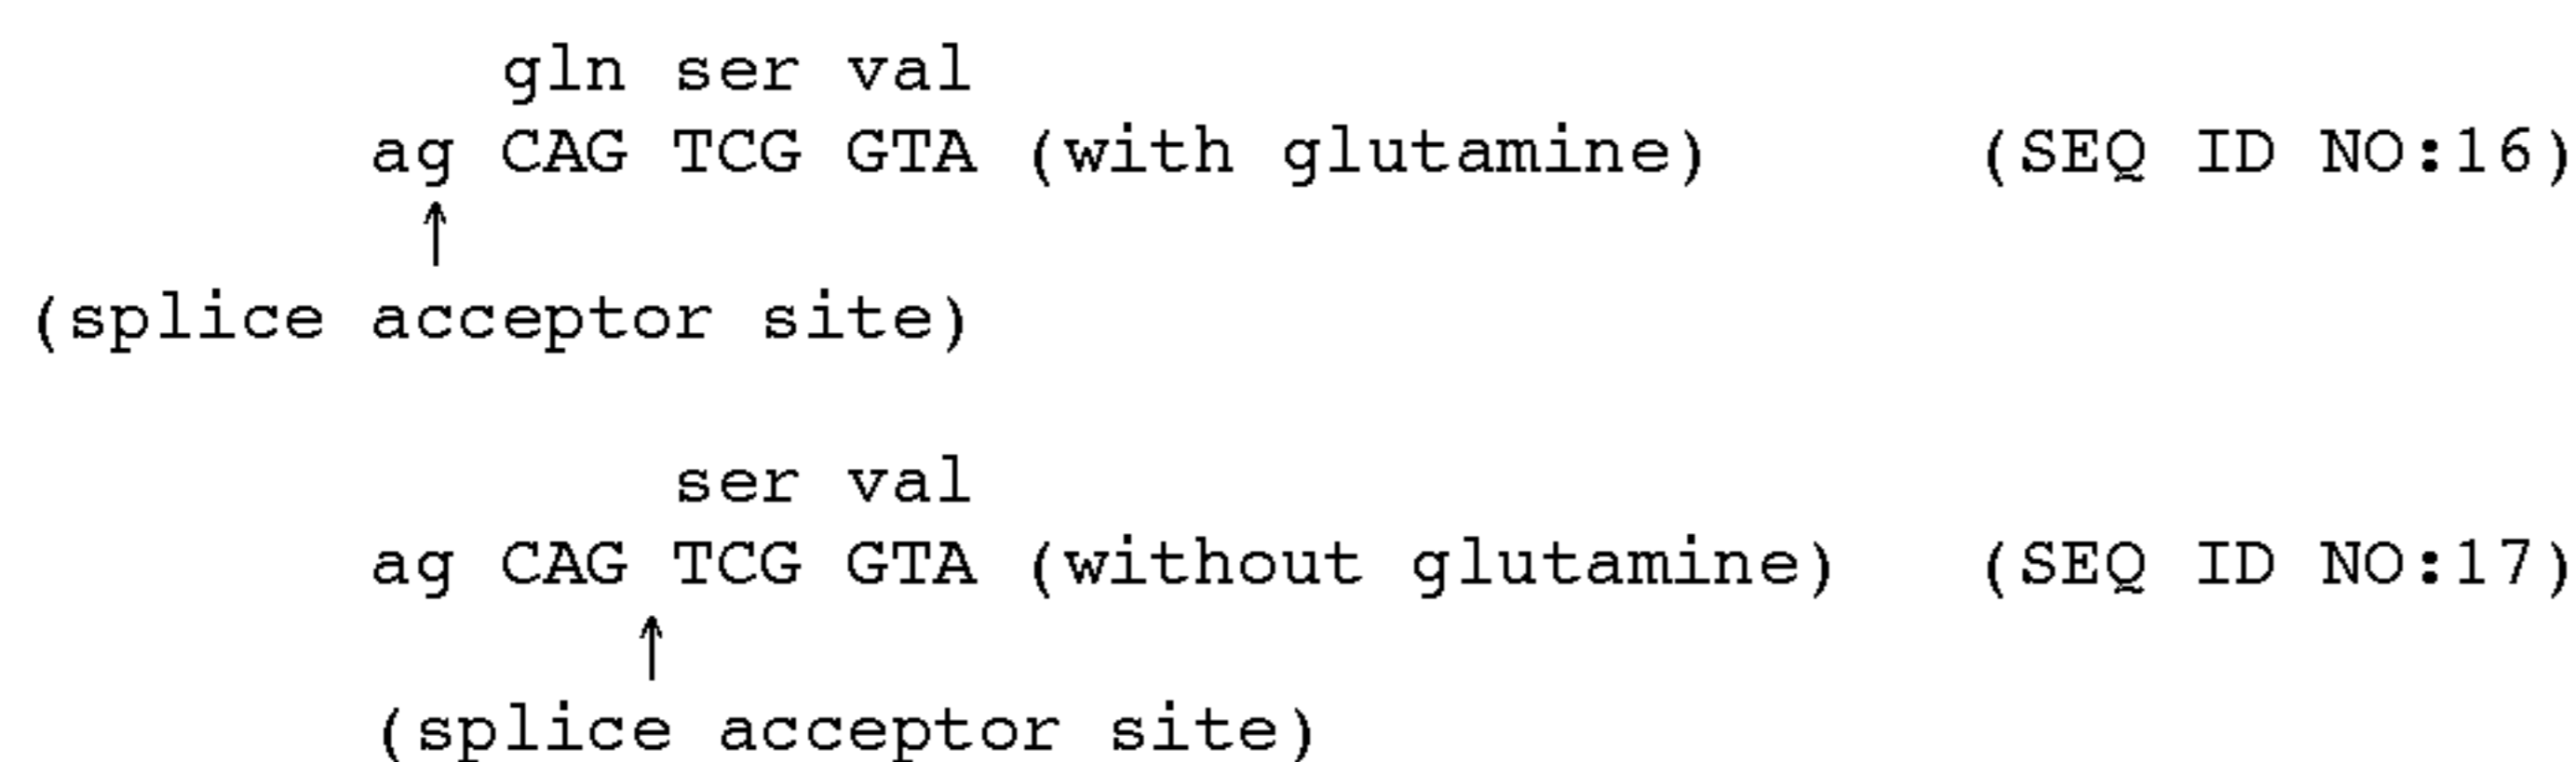 gln ser val
ag CAG TCG GTA (with glutamine) (SEQ ID NO:16)
↑
(splice acceptor site)
ser val
ag CAG TCG GTA (without glutamine) (SEQ ID NO:17)
↑
(splice acceptor site)